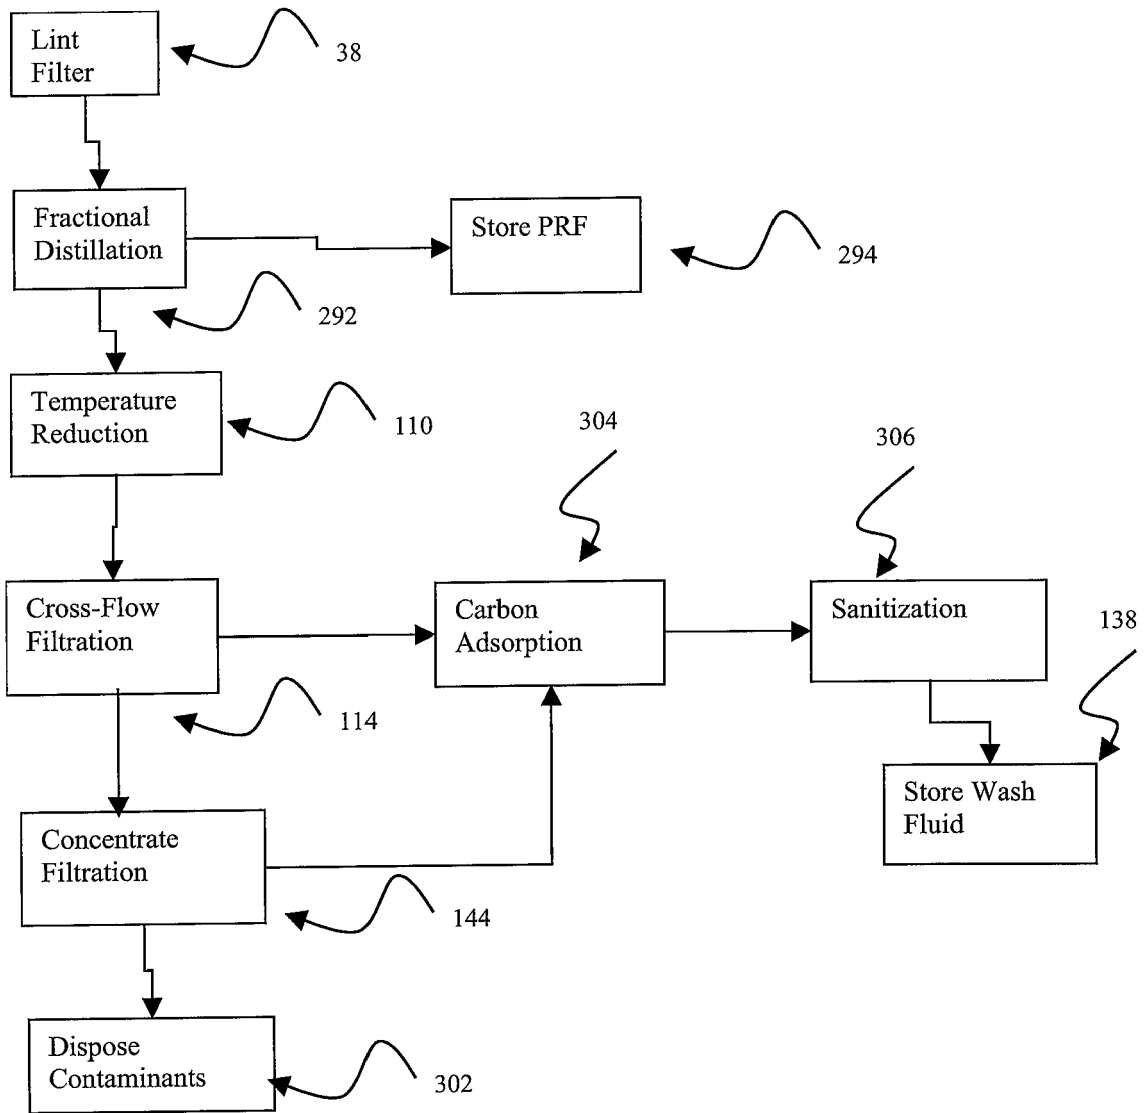 Lint
Filter
38
Fractional
Distillation
Store PRF
294
292
Temperature
Reduction
110
304
306
Cross-Flow
Filtration
Carbon
Adsorption
Sanitization
138
114
Store Wash
Fluid
Concentrate
Filtration
144
Dispose
Contaminants
302